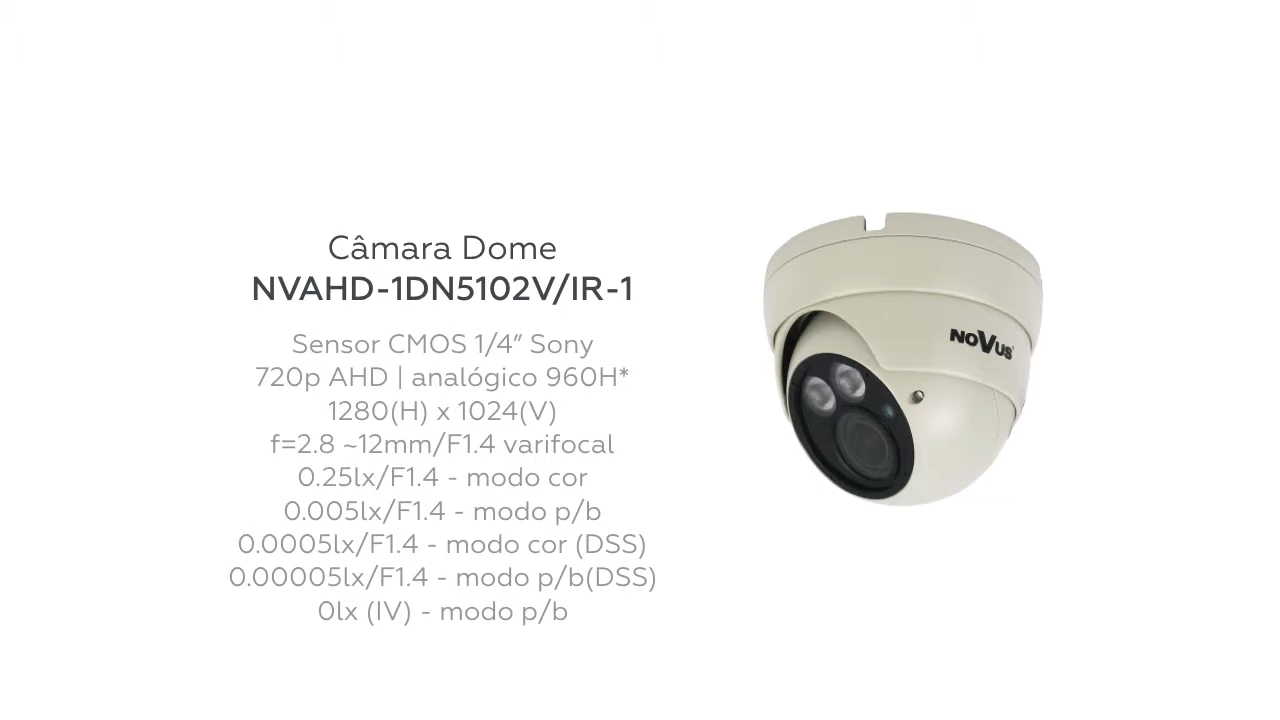 Câmara Dome
NVAHD-1DN5102V/IR-1
Sensor CMOS 1/4” Sony
720p AHD | analógico 960H*
1280(H) x 1024(V)
f=2.8 ~12mm/F1.4 varifocal
0.25lx/F1.4 - modo cor
0.005lx/F1.4 - modo p/b
0.0005lx/F1.4 - modo cor (DSS)
0.00005lx/F1.4 - modo p/b(DSS)
0lx (IV) - modo p/b
NOVUS